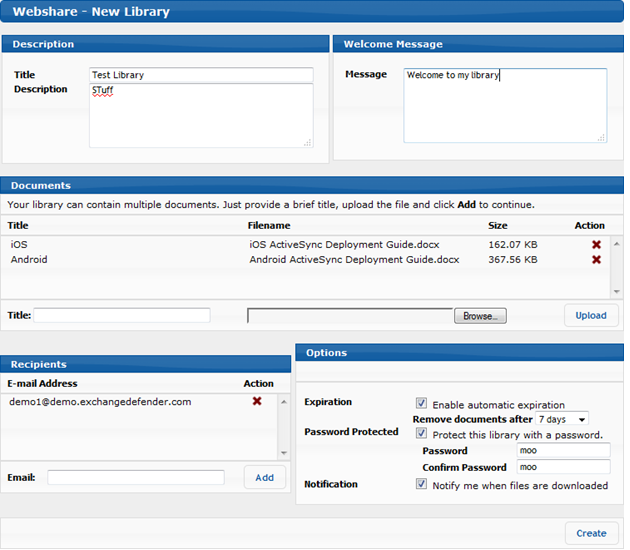 Webshare - New Library
Description
Title Test Library
Description STuff
Welcome Message
Message Welcome to my library
Documents
Your library can contain multiple documents. Just provide a brief title, upload the file and click Add to continue.
Title Filename Size Action
iOS iOS ActiveSync Deployment Guide.docx 162.07 KB
Android Android ActiveSync Deployment Guide.docx 367.56 KB
Title: Browse... Upload
Recipients
E-mail Address Action
demo1@demo.exchangedefender.com
Email: Add
Options
Expiration Enable automatic expiration
Remove documents after 7 days
Password Protected Protect this library with a password.
Password moo
Confirm Password moo
Notification Notify me when files are downloaded
Create